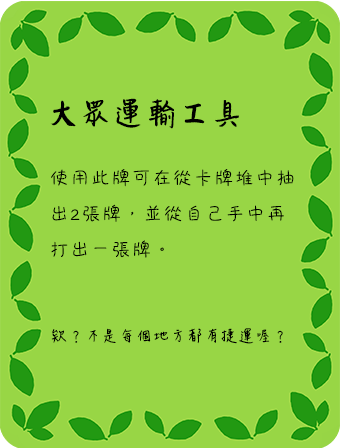 大眾運輸工具
使用此牌可在從卡牌堆中抽
出2張牌，並從自己手中再
打出一張牌。
欸？不是每個地方都有捷運喔？